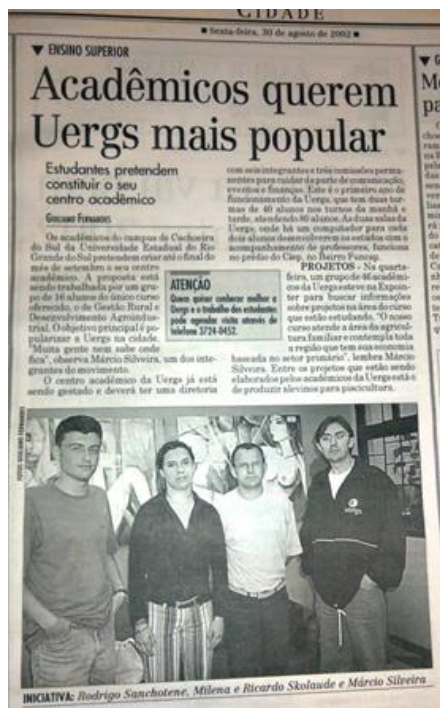 CIDADE
■ Sexta-feira, 30 de agosto de 2002 ■
▼ ENSINO SUPERIOR
Acadêmicos querem
Uergs mais popular
Estudantes pretendem
constituir o seu
centro acadêmico
GIULIANO FERNANDES
Os acadêmicos do campus de Cachoeira
do Sul da Universidade Estadual do Rio
Grande do Sul pretendem criar até o final do
mês de setembro o seu centro
acadêmico. A proposta está
sendo trabalhada por um gru-
po de 16 alunos do único curso
oferecido, o de Gestão Rural e
Desenvolvimento Agroindus-
trial. O objetivo principal é po-
pularizar a Uergs na cidade.
"Muita gente nem sabe onde
fica", observa Márcio Silveira, um dos inte-
grantes do movimento.
O centro acadêmico da Uergs já está
sendo gestado e deverá ter uma diretoria
ATENÇÃO
Quem quiser conhecer melhor a
Uergs e o trabalho dos estudantes
pode agendar visita através do
telefone 3724-0452.
com seis integrantes e três comissões perma-
nentes para cuidar da parte de comunicação,
eventos e finanças. Este é o primeiro ano de
funcionamento da Uergs, que tem duas tur-
mas de 40 alunos nos turnos da manhã e
tarde, atendendo 80 alunos. As duas salas da
Uergs, onde há um computador para cada
dois alunos desenvolverem os estudos com o
acompanhamento de professores, funciona
no prédio do Ciep, no Bairro Funcap.
PROJETOS - Na quarta-
feira, um grupo de 46 acadêmi-
cos da Uergs esteve na Expoin-
ter para buscar informações
sobre projetos na área do curso
que estão estudando. "O nosso
curso atende a área da agricul-
tura familiar e contempla toda
a região que tem sua economia
baseada no setor primário", lembra Márcio
Silveira. Entre os projetos que estão sendo
elaborados pelos acadêmicos da Uergs está o
de produzir alevinos para piscicultura.
FOTOS: GIULIANO FERNANDES
INICIATIVA: Rodrigo Sanchotene, Milena e Ricardo Skolaude e Márcio Silveira